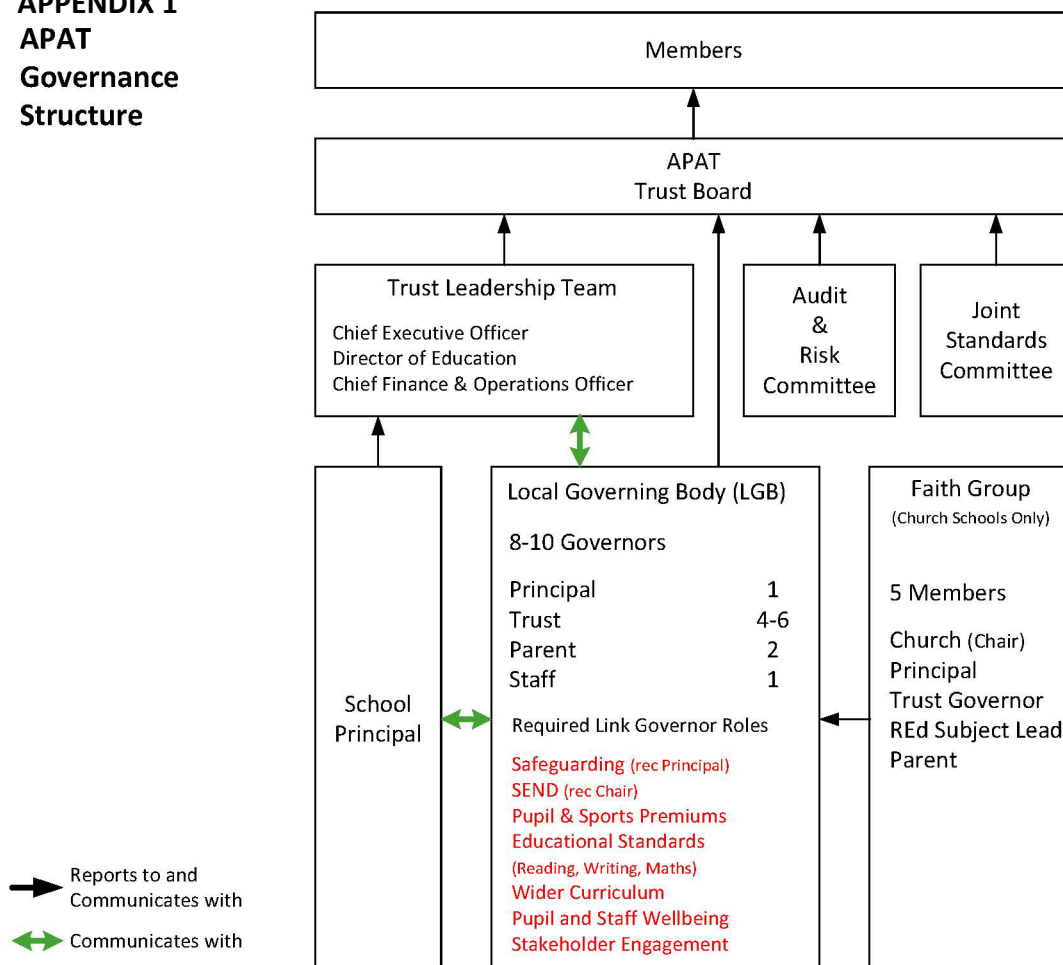 APPENDIX 1
APAT
Governance
Structure
Members
APAT
Trust Board
Trust Leadership Team
Chief Executive Officer
Director of Education
Chief Finance & Operations Officer
Audit
&
Risk
Committee
Joint
Standards
Committee
School
Principal
Local Governing Body (LGB)
8-10 Governors
Principal 1
Trust 4-6
Parent 2
Staff 1
Required Link Governor Roles
Safeguarding (rec Principal)
SEND (rec Chair)
Pupil & Sports Premiums
Educational Standards
(Reading, Writing, Maths)
Wider Curriculum
Pupil and Staff Wellbeing
Stakeholder Engagement
Faith Group
(Church Schools Only)
5 Members
Church (Chair)
Principal
Trust Governor
REd Subject Lead
Parent
Reports to and
Communicates with
Communicates with